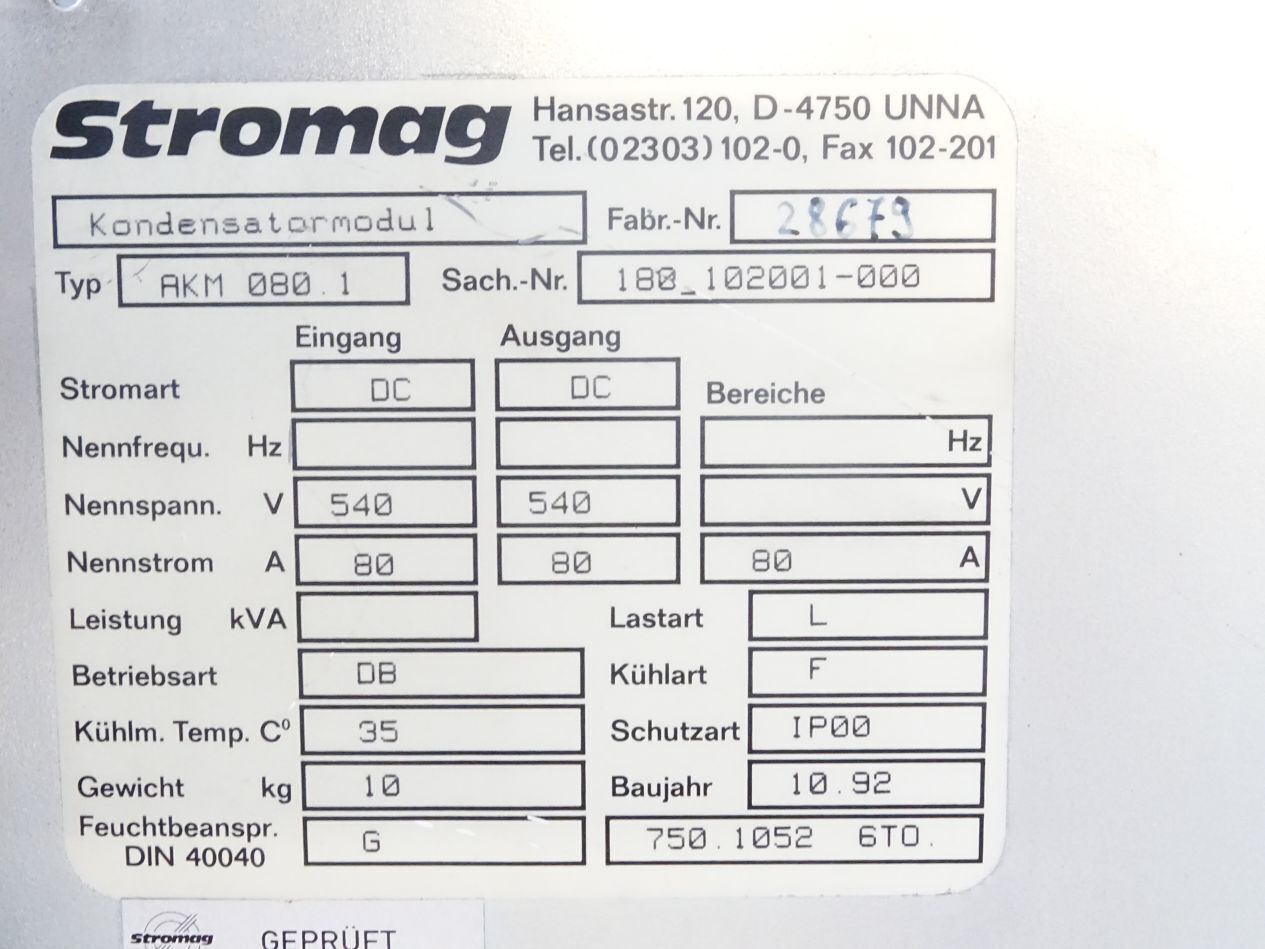 Stromag
Hansastr. 120, D-4750 UNNA
Tel. (02303) 102-0, Fax 102-201
Kondensatormodul Fabr.-Nr. 28679
Typ AKM 080.1 Sach.-Nr. 180_102001-000
Eingang Ausgang
Stromart DC DC Bereiche
Nennfrequ. Hz Hz
Nennspann. V 540 540 V
Nennstrom A 80 80 80 A
Leistung kVA Lastart L
Betriebsart DB Kühlart F
Kühlm. Temp. C⁰ 35 Schutzart IP00
Gewicht kg 10 Baujahr 10.92
Feuchtbeanspr.
DIN 40040 G 750.1052 6TO.
Stromag GEPRÜFT